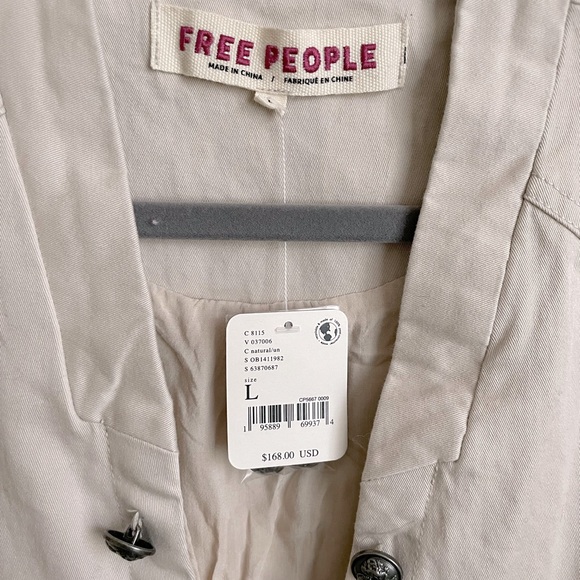 FREE PEOPLE
MADE IN CHINA / FABRIQUÉ EN CHINE
L
C 8115
V 037006
C natural/un
S OB1411982
S 63870687
size
L
CP5667 0009
1 95889 69937 4
$168.00 USD